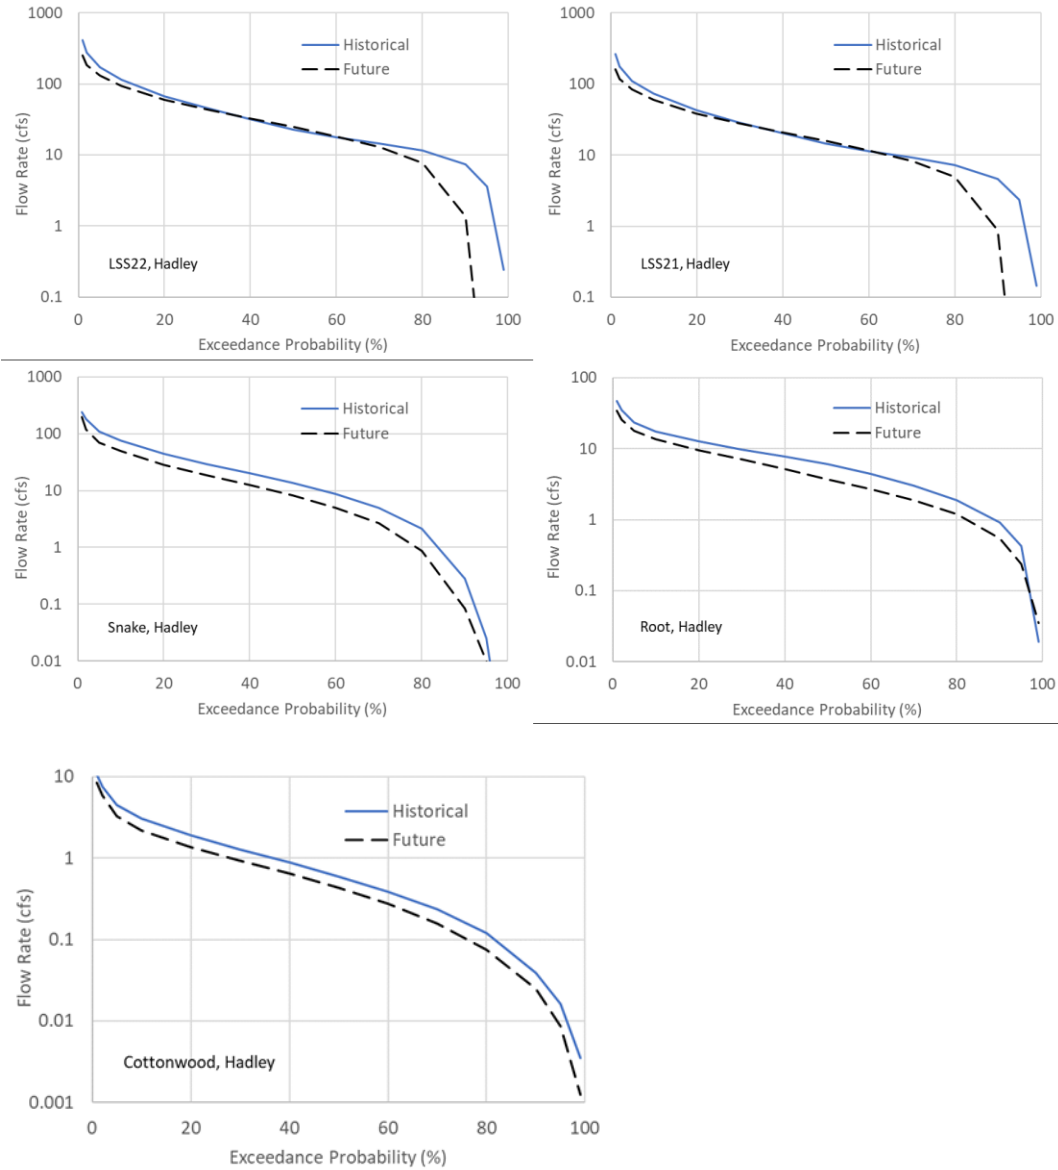 1000
100
10
1
0.1
Flow Rate (cfs)
Historical
Future
LSS22, Hadley
0 20 40 60 80 100
Exceedance Probability (%)
1000
100
10
1
0.1
Flow Rate (cfs)
Historical
Future
LSS21, Hadley
0 20 40 60 80 100
Exceedance Probability (%)
1000
100
10
1
0.1
0.01
Flow Rate (cfs)
Historical
Future
Snake, Hadley
0 20 40 60 80 100
Exceedance Probability (%)
100
10
1
0.1
0.01
Flow Rate (cfs)
Historical
Future
Root, Hadley
0 20 40 60 80 100
Exceedance Probability (%)
10
1
0.1
0.01
0.001
Flow Rate (cfs)
Historical
Future
Cottonwood, Hadley
0 20 40 60 80 100
Exceedance Probability (%)